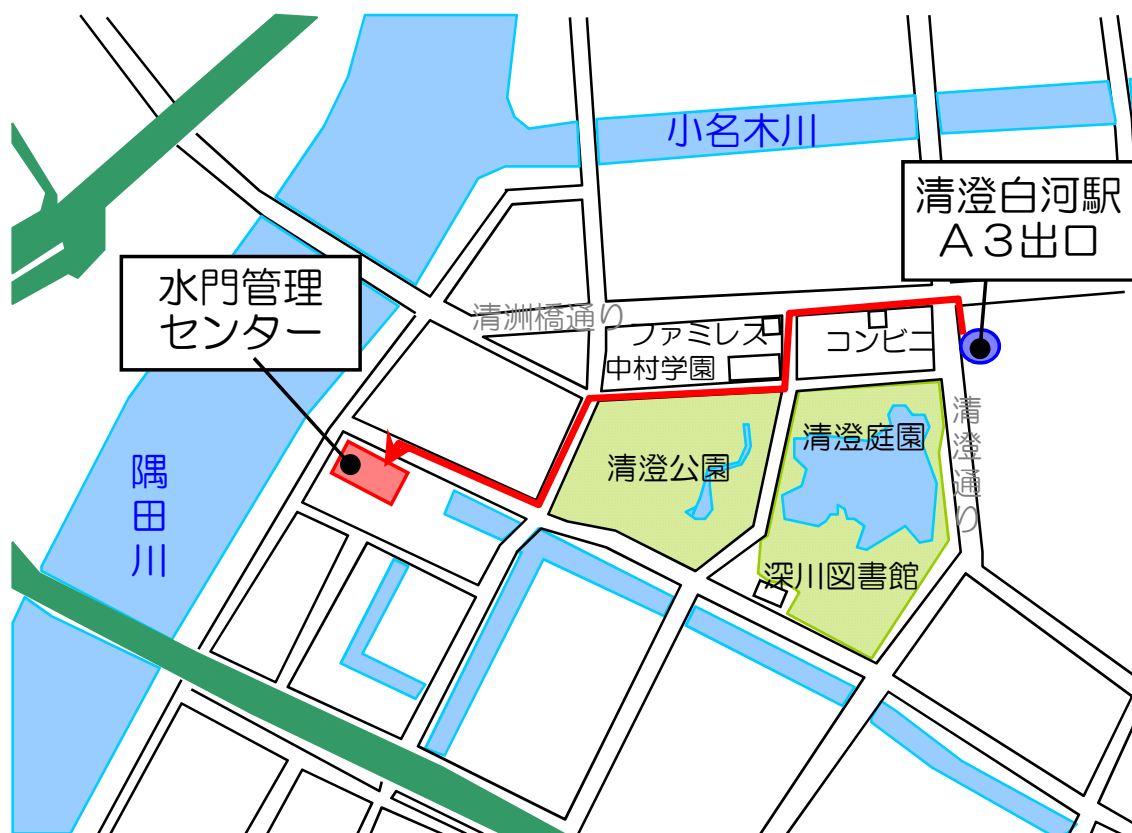 小名木川
清澄白河駅
Ａ３出口
水門管理
センター
清洲橋通り
ファミレス
コンビニ
中村学園
清澄通り
清澄庭園
清澄公園
隅田川
深川図書館